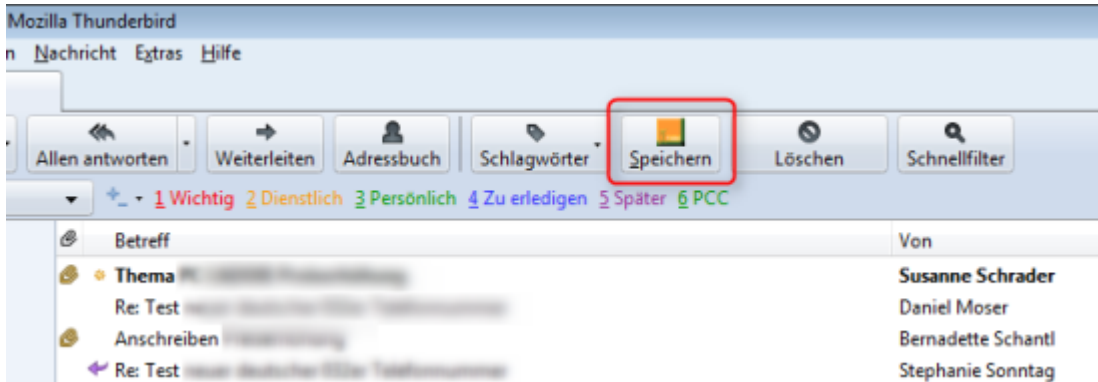 Mozilla Thunderbird
n Nachricht Extras Hilfe
Allen antworten Weiterleiten Adressbuch Schlagwörter Speichern Löschen Schnellfilter
1 Wichtig 2 Dienstlich 3 Persönlich 4 Zu erledigen 5 Später 6 PCC
Betreff Von
Thema Susanne Schrader
Re: Test Daniel Moser
Anschreiben Bernadette Schantl
Re: Test Stephanie Sonntag